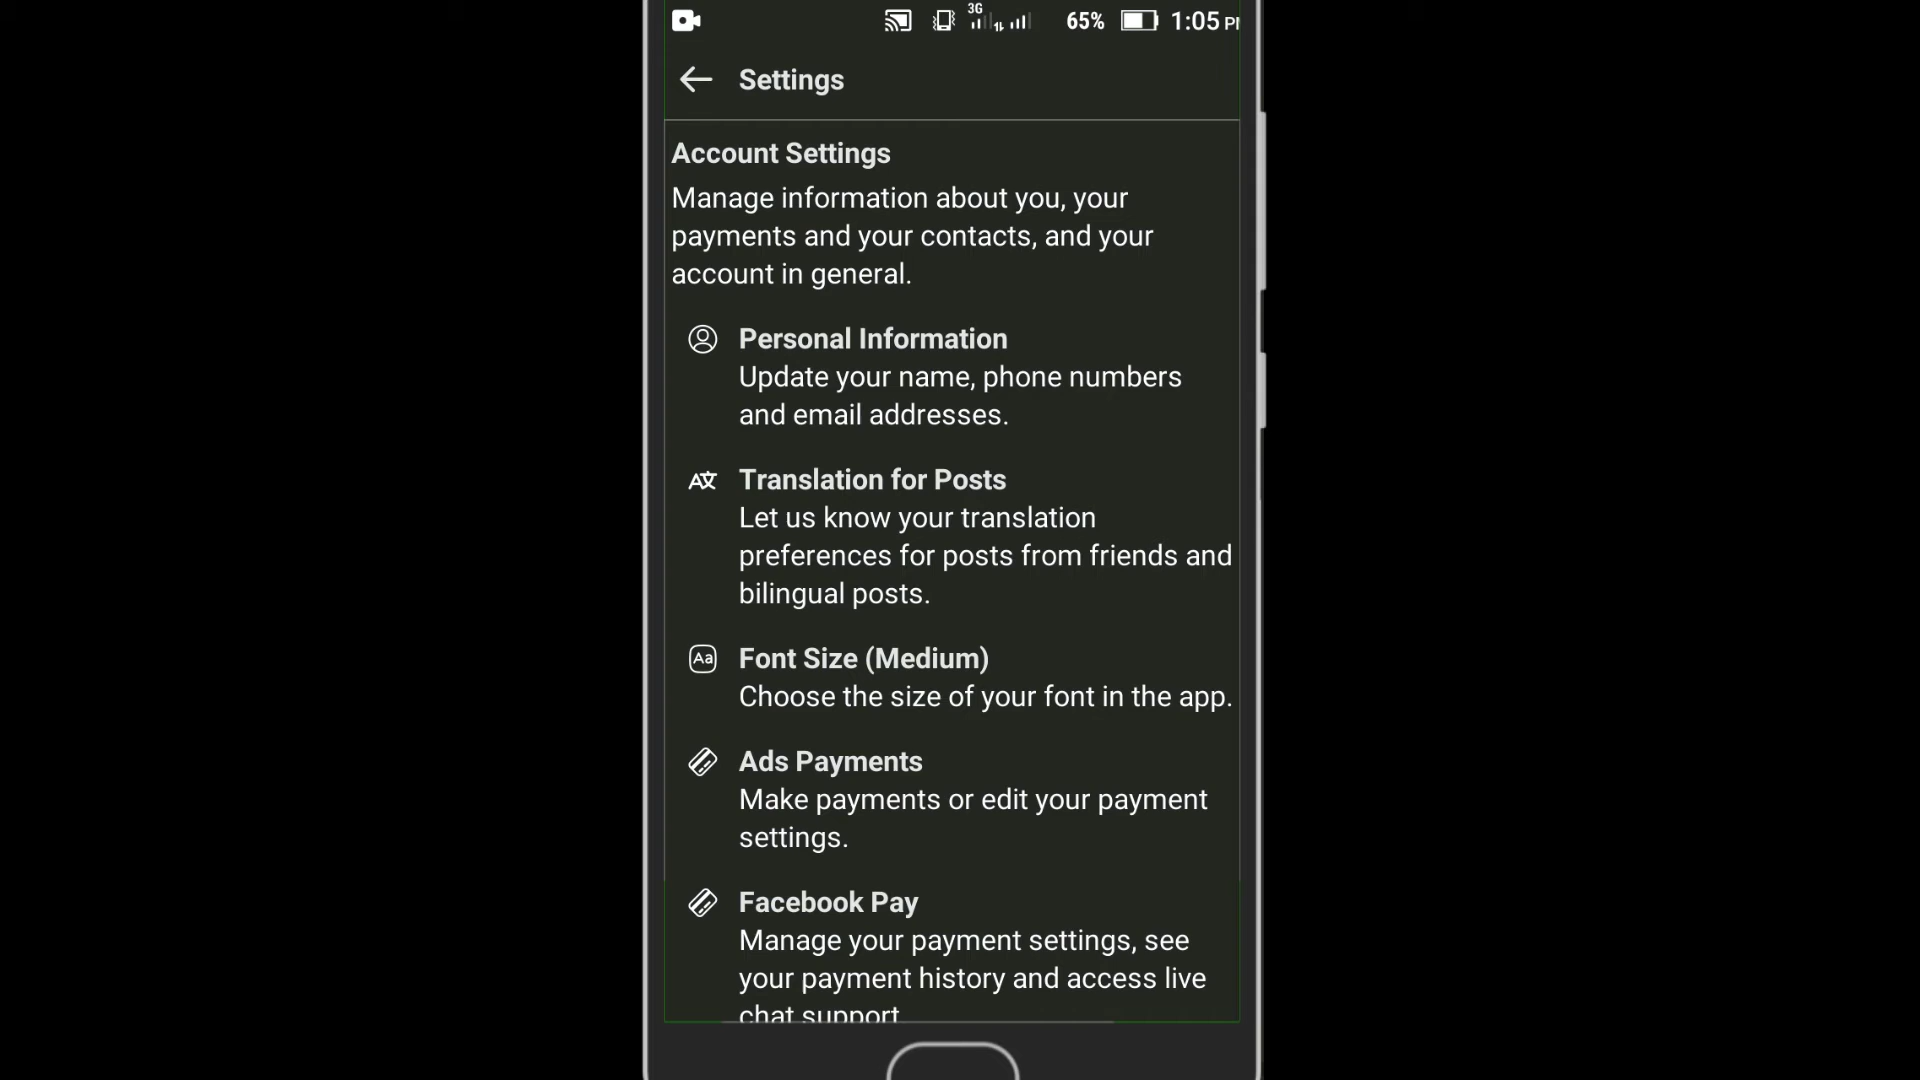 3G
65%
1:05
Settings
Account Settings
Manage information about you, your
payments and your contacts, and your
account in general.
Personal Information
Update your name, phone numbers
and email addresses.
Translation for Posts
Let us know your translation
preferences for posts from friends and
bilingual posts.
Aa
Font Size (Medium)
Choose the size of your font in the app.
Ads Payments
Make payments or edit your payment
settings.
Facebook Pay
Manage your payment settings, see
your payment history and access live
chat support